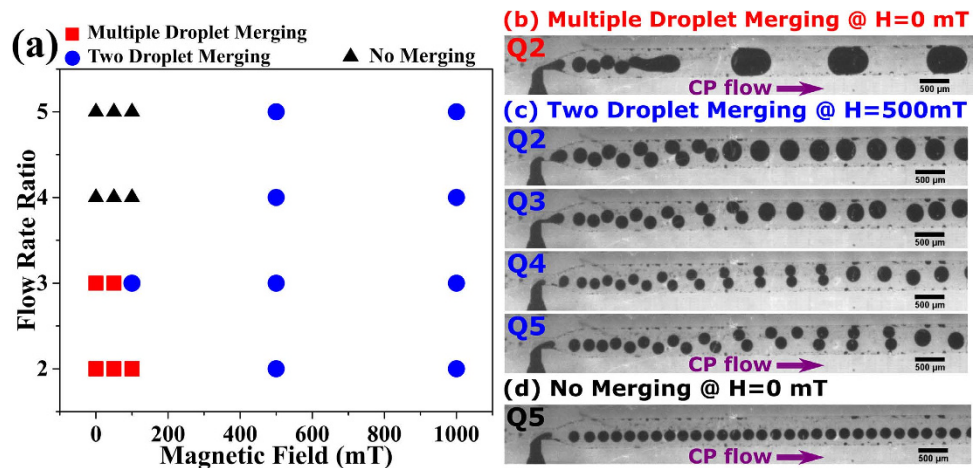 (a)
Multiple Droplet Merging
Two Droplet Merging
No Merging
Flow Rate Ratio
5
4
3
2
0 200 400 600 800 1000
Magnetic Field (mT)
(b) Multiple Droplet Merging @ H=0 mT
Q2
CP flow
500 µm
(c) Two Droplet Merging @ H=500mT
Q2
500 µm
Q3
500 µm
Q4
500 µm
Q5
CP flow
500 µm
(d) No Merging @ H=0 mT
Q5
CP flow
500 µm